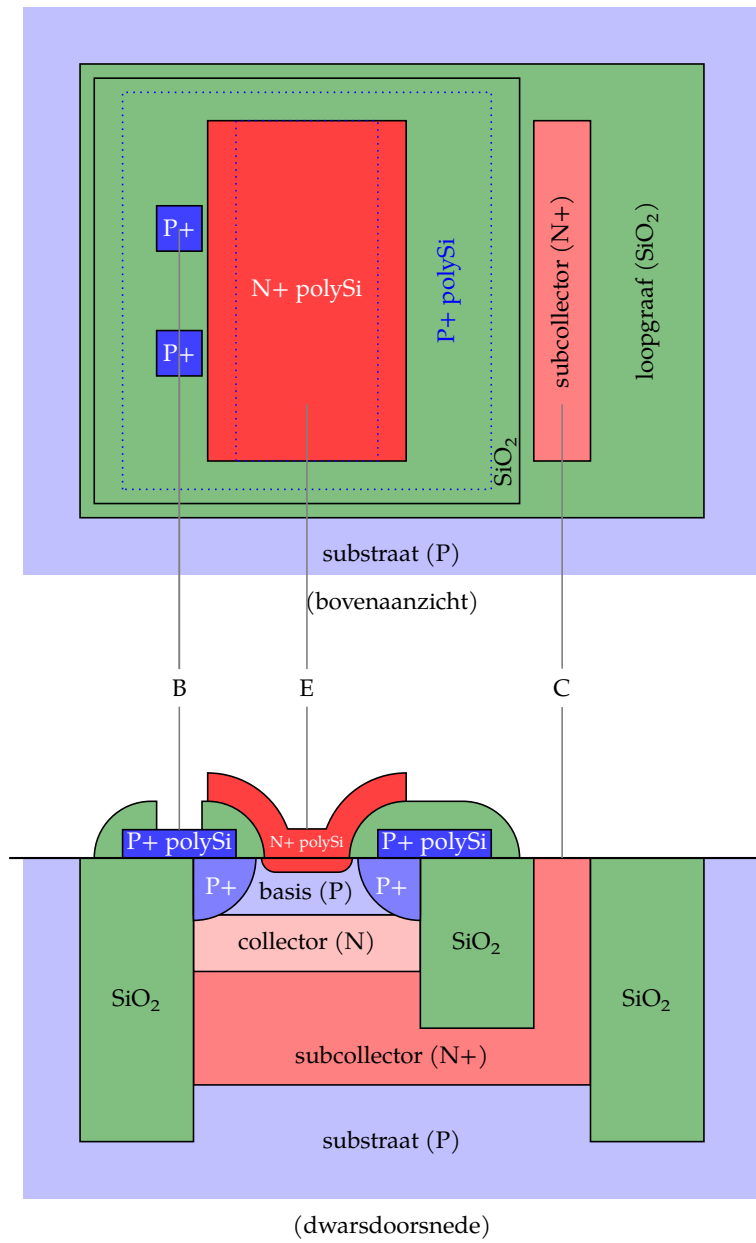 P+
N+ polySi
P+
P+ polySi
SiO₂
subcollector (N+)
loopgraaf (SiO₂)
substraat (P)
(bovenaanzicht)
B
E
C
P+ polySi
N+ polySi
P+ polySi
P+
basis (P)
P+
collector (N)
SiO₂
SiO₂
SiO₂
subcollector (N+)
substraat (P)
(dwarsdoorsnede)